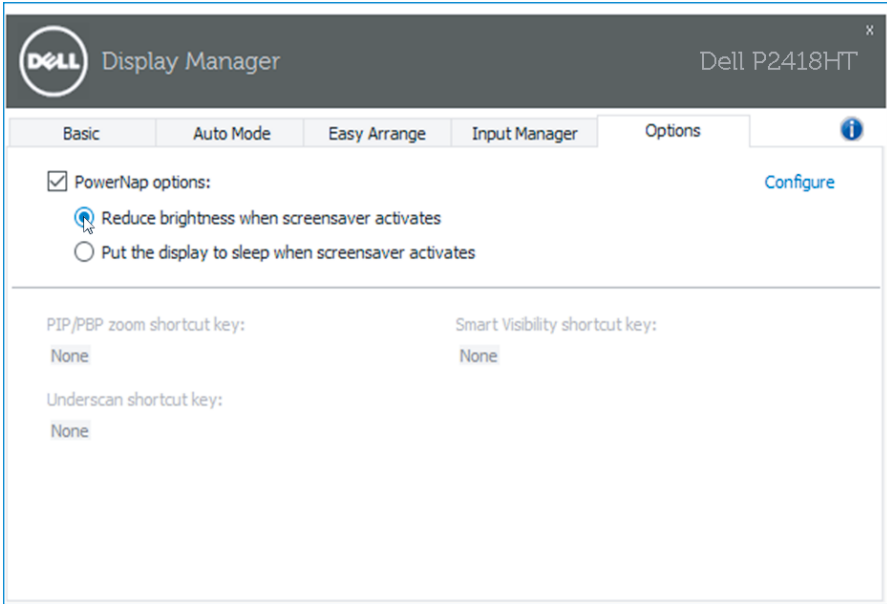 DELL Display Manager
Dell P2418HT
x
Basic Auto Mode Easy Arrange Input Manager Options i
PowerNap options: Configure
Reduce brightness when screensaver activates
Put the display to sleep when screensaver activates
PIP/PBP zoom shortcut key: Smart Visibility shortcut key:
None None
Underscan shortcut key:
None